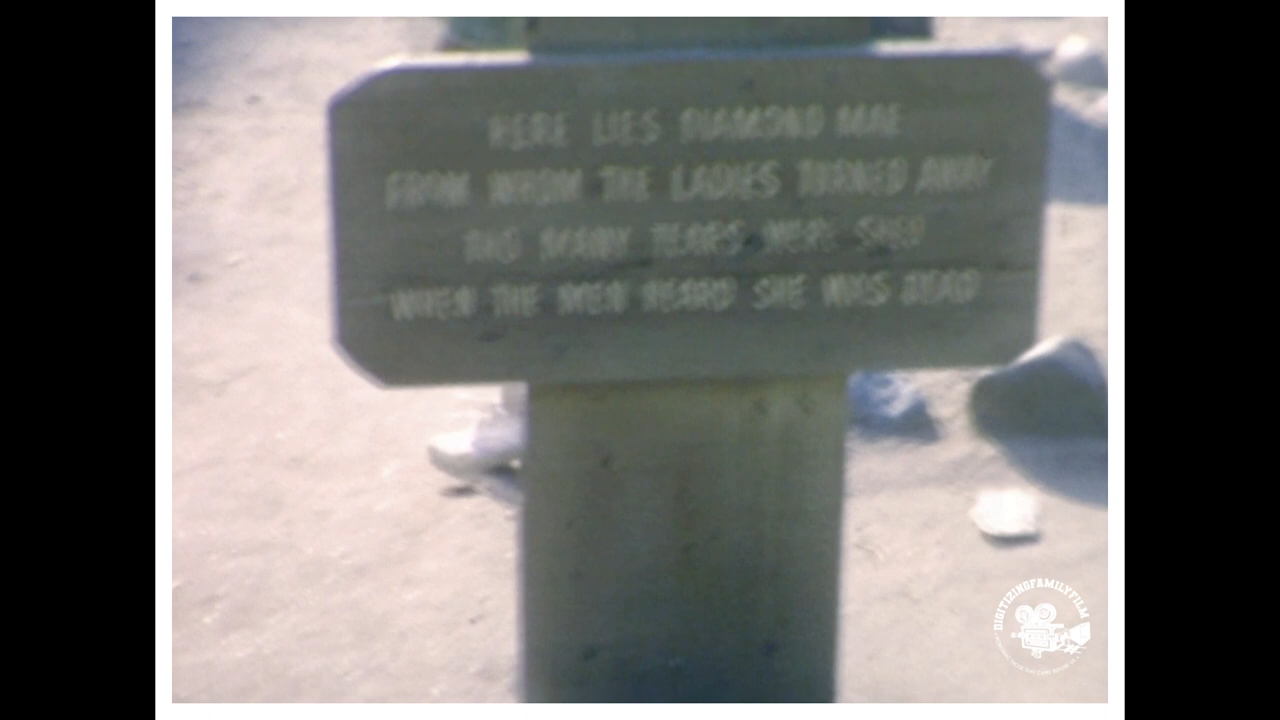 HERE LIES DIAMOND MAE
FROM WHOM THE LADIES TURNED AWAY
MANY TEARS WERE SHED
WHEN THE MEN HEARD SHE WAS DEAD
DIGITIZINGFAMILYFILM